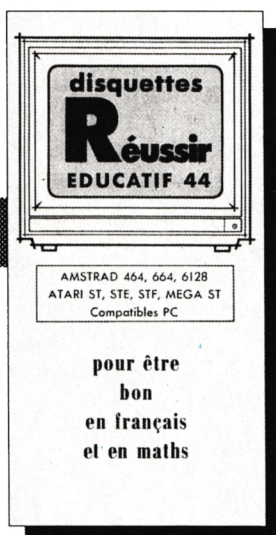 disquettes
Réussir
EDUCATIF 44
AMSTRAD 464, 664, 6128
ATARI ST, STE, STF, MEGA ST
Compatibles PC
pour être
bon
en français
et en maths